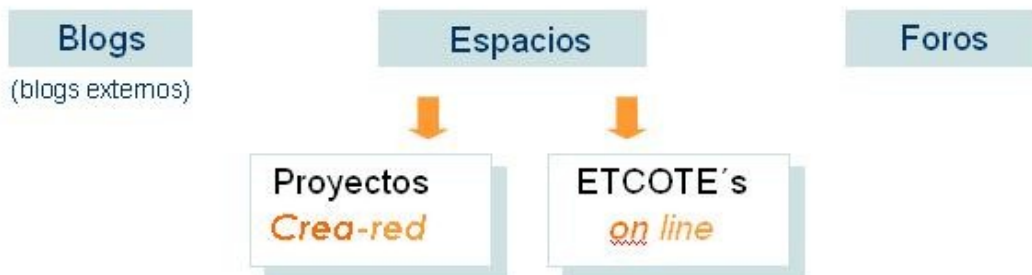 Blogs
Espacios
Foros
(blogs externos)
Proyectos
Crea-red
ETCOTE´s
on line